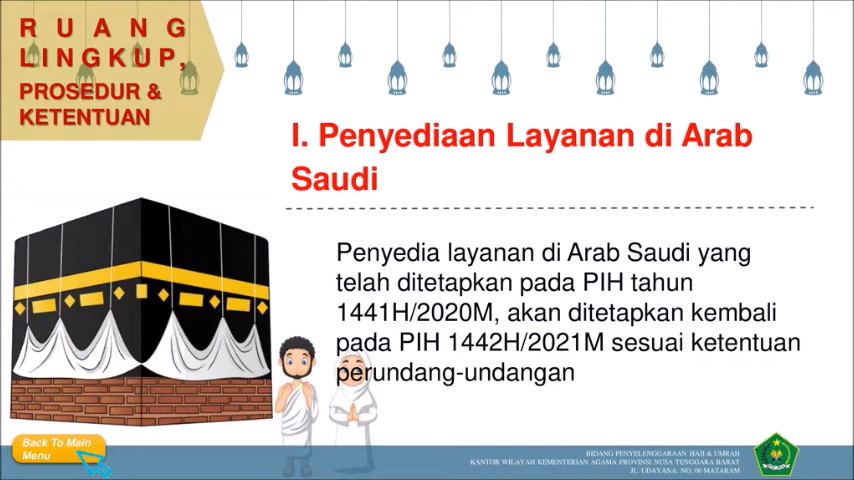 RUANG
LINGKUP,
PROSEDUR &
KETENTUAN
I. Penyediaan Layanan di Arab
Saudi
Penyedia layanan di Arab Saudi yang
telah ditetapkan pada PIH tahun
1441H/2020M, akan ditetapkan kembali
pada PIH 1442H/2021M sesuai ketentuan
perundang-undangan
Back To Main
Menu
BIDANG PENYELENGGARAAN HAJI & UMRAH
KANTOR WILAYAH KEMENTERIAN AGAMA PROVINSI NUSA TENGGARA BARAT
JL. UDAYANA NO. 06 MATARAM